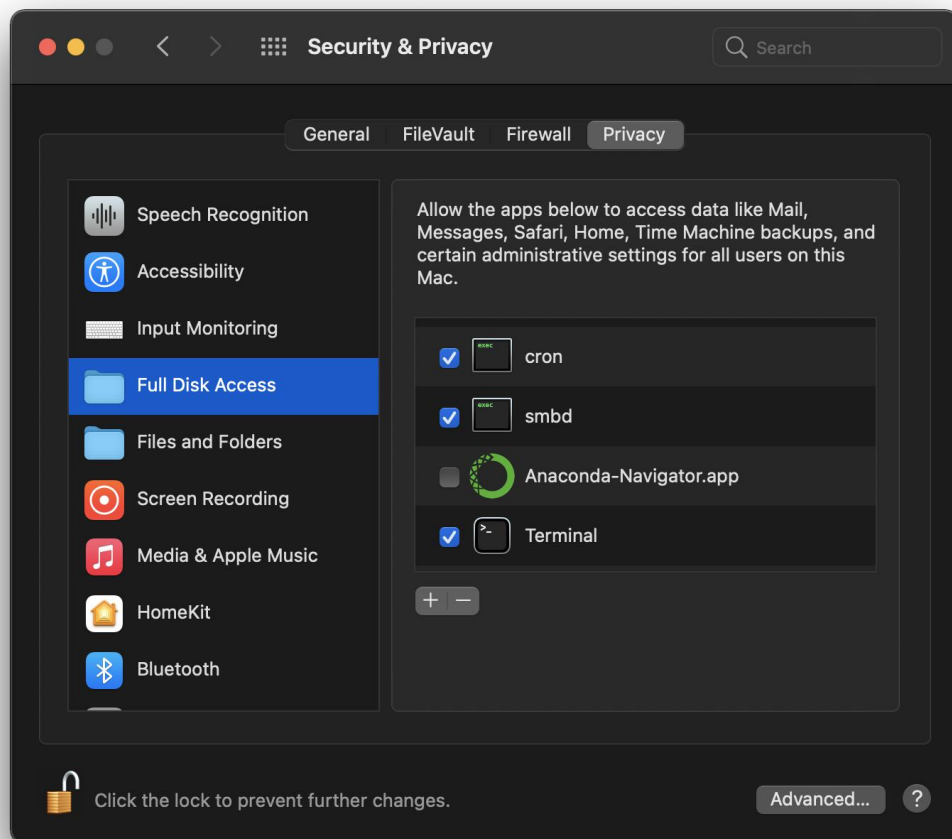 Security & Privacy
Search
General
FileVault
Firewall
Privacy
Speech Recognition
Accessibility
Input Monitoring
Full Disk Access
Files and Folders
Screen Recording
Media & Apple Music
HomeKit
Bluetooth
Allow the apps below to access data like Mail,
Messages, Safari, Home, Time Machine backups, and
certain administrative settings for all users on this
Mac.
exec
cron
exec
smbd
Anaconda-Navigator.app
>_
Terminal
+
−
Click the lock to prevent further changes.
Advanced...
?